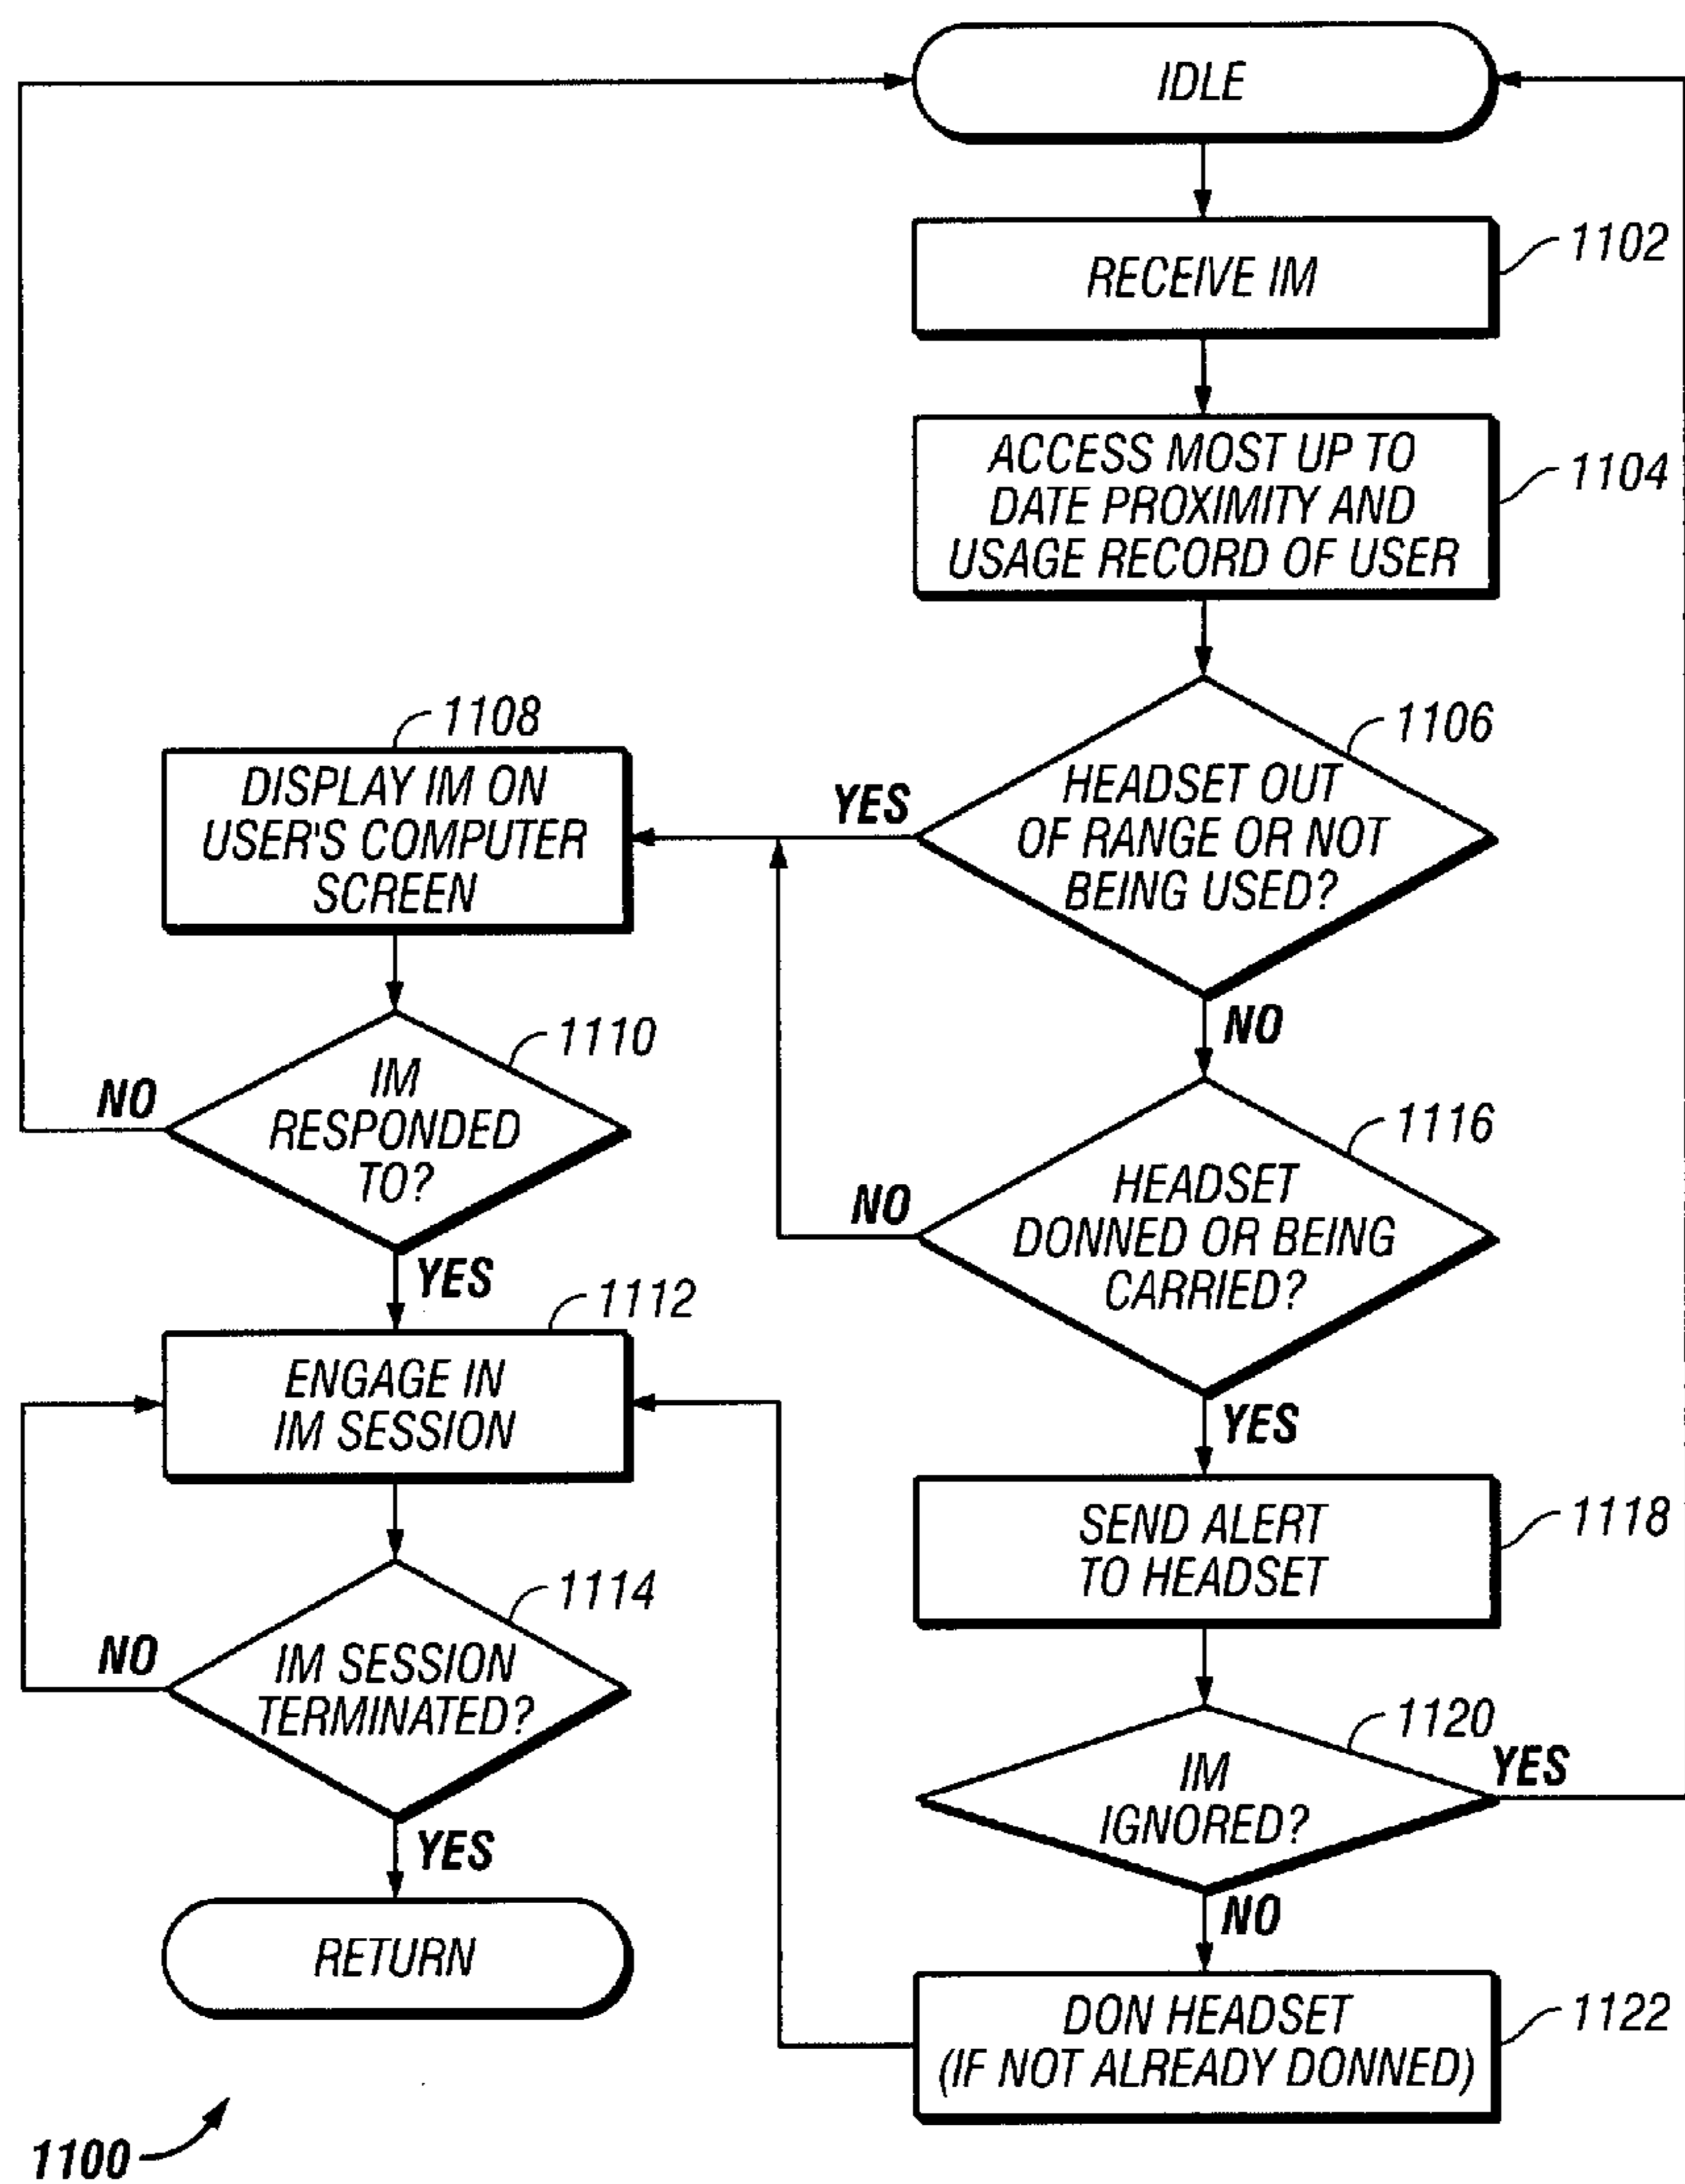 IDLE
RECEIVE IM
1102
ACCESS MOST UP TO
DATE PROXIMITY AND
USAGE RECORD OF USER
1104
HEADSET OUT
OF RANGE OR NOT
BEING USED?
1106
YES
NO
1108
DISPLAY IM ON
USER'S COMPUTER
SCREEN
1110
IM
RESPONDED
TO?
NO
YES
1116
HEADSET
DONNED OR BEING
CARRIED?
NO
YES
1112
ENGAGE IN
IM SESSION
1114
IM SESSION
TERMINATED?
NO
YES
RETURN
SEND ALERT
TO HEADSET
1118
1120
IM
IGNORED?
YES
NO
DON HEADSET
(IF NOT ALREADY DONNED)
1122
1100